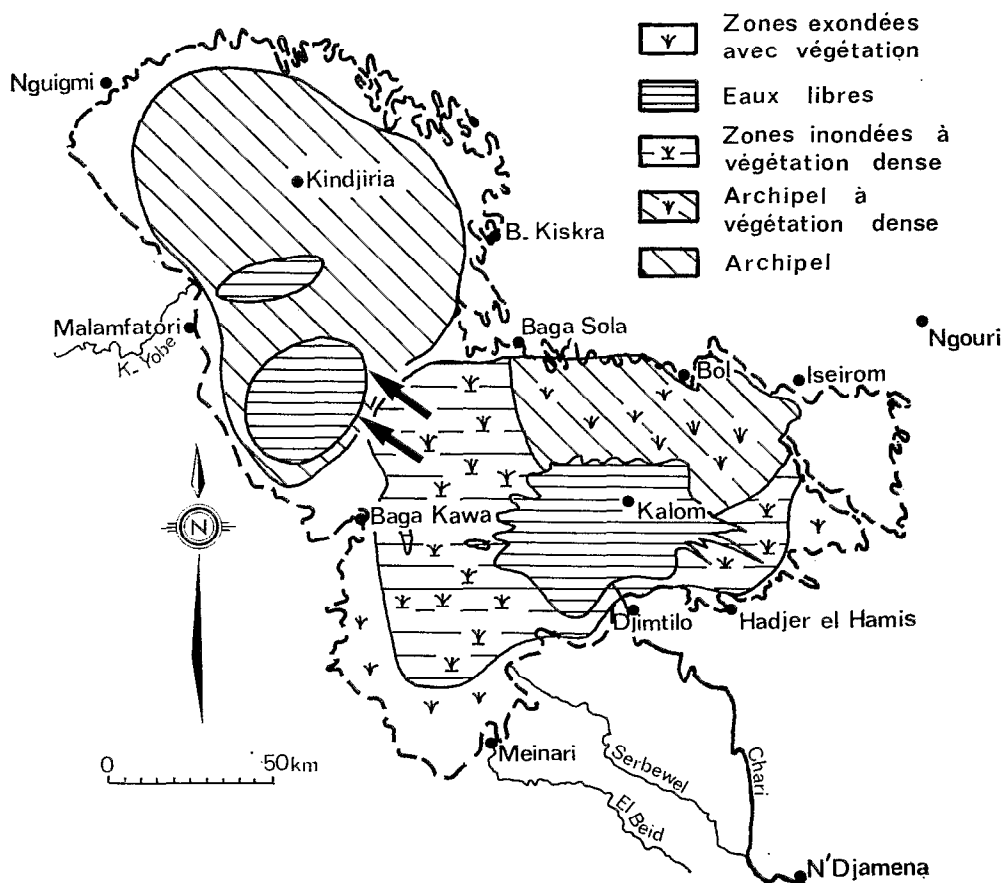 Zones exondées
avec végétation
Eaux libres
Zones inondées à
végétation dense
Archipel à
végétation dense
Archipel
Nguigmi
Kindjiria
B. Kiskra
Malamfatori
K. Yobe
Baga Sola
Bol
Iseirom
Ngouri
Baga Kawa
Kalom
N
Djimtilo
Hadjer el Hamis
Meinari
Serbewel
El Beid
Chari
N'Djamena
0 50km